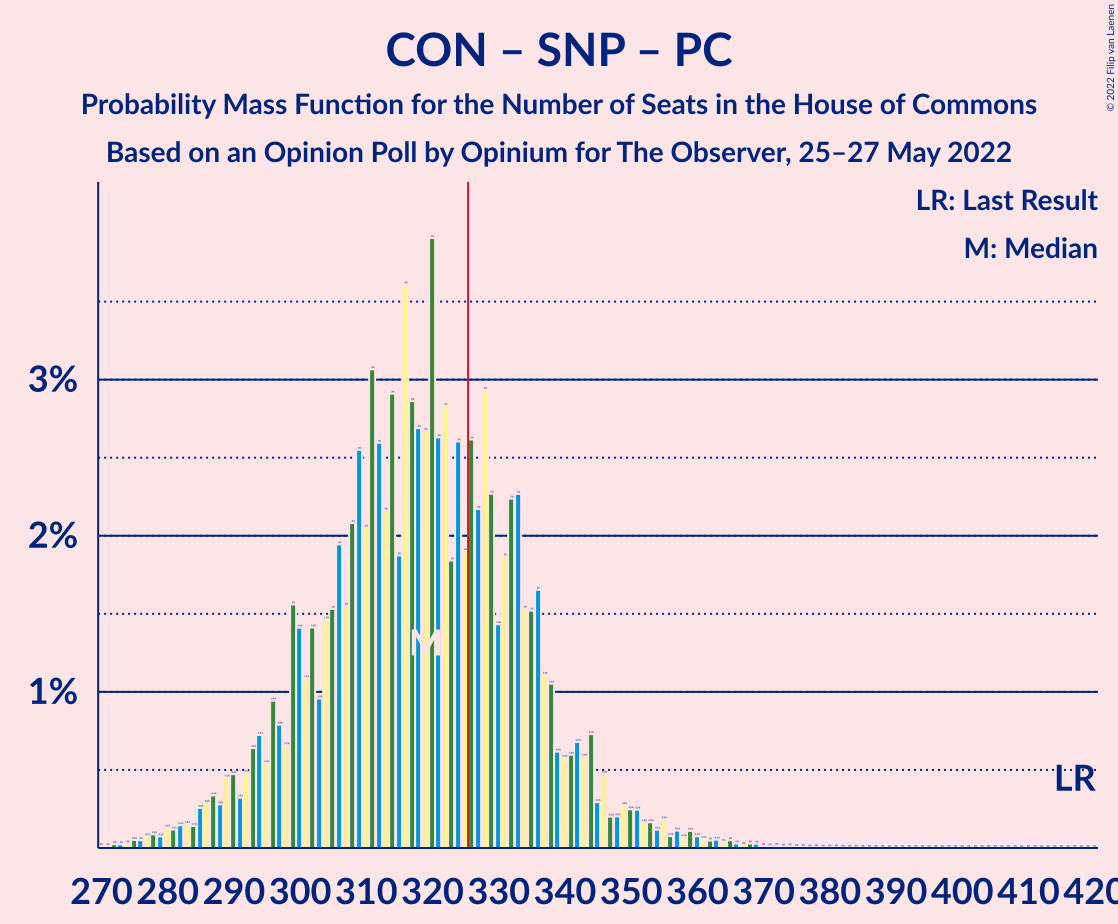 CON – SNP – PC
Probability Mass Function for the Number of Seats in the House of Commons
Based on an Opinion Poll by Opinium for The Observer, 25–27 May 2022
© 2022 Filip van Laenen
LR: Last Result
M: Median
3%
2%
1%
M
LR
270 280 290 300 310 320 330 340 350 360 370 380 390 400 410 420